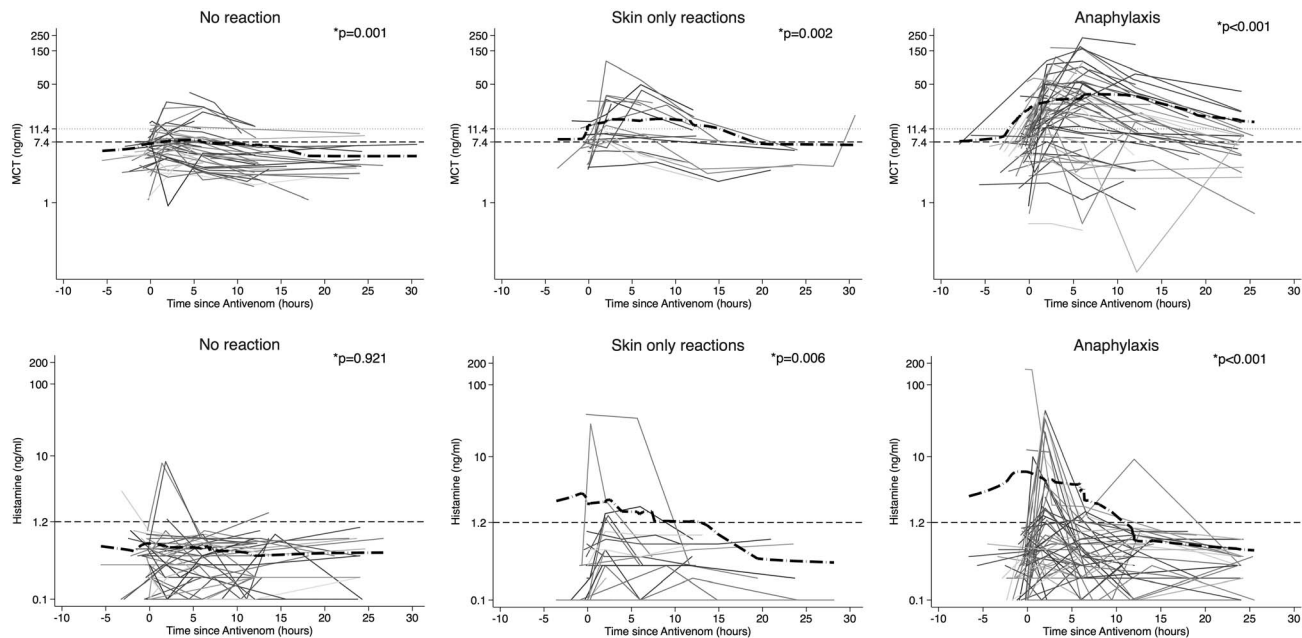 No reaction
*p=0.001
250
150
50
11.4
7.4
1
MCT (ng/ml)
-10 -5 0 5 10 15 20 25 30
Time since Antivenom (hours)
Skin only reactions
*p=0.002
250
150
50
11.4
7.4
1
MCT (ng/ml)
-10 -5 0 5 10 15 20 25 30
Time since Antivenom (hours)
Anaphylaxis
*p<0.001
250
150
50
11.4
7.4
1
MCT (ng/ml)
-10 -5 0 5 10 15 20 25 30
Time since Antivenom (hours)
No reaction
*p=0.921
200
100
10
1.2
0.1
Histamine (ng/ml)
-10 -5 0 5 10 15 20 25 30
Time since Antivenom (hours)
Skin only reactions
*p=0.006
200
100
10
1.2
0.1
Histamine (ng/ml)
-10 -5 0 5 10 15 20 25 30
Time since Antivenom (hours)
Anaphylaxis
*p<0.001
200
100
10
1.2
0.1
Histamine (ng/ml)
-10 -5 0 5 10 15 20 25 30
Time since Antivenom (hours)